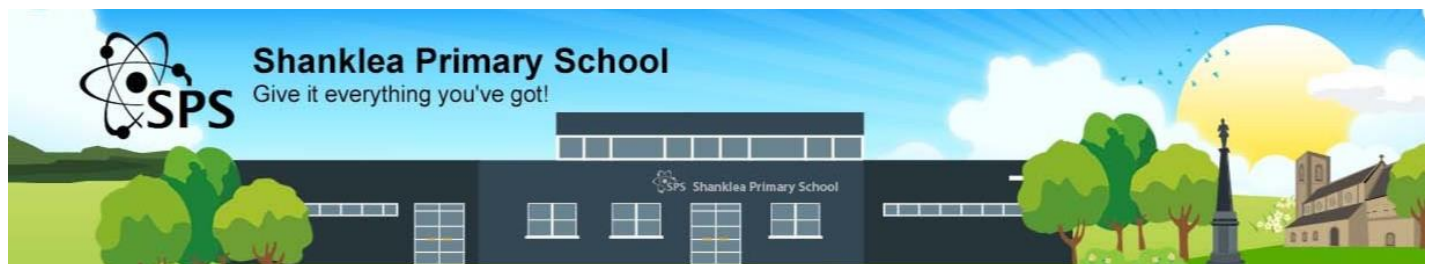 Shanklea Primary School
Give it everything you've got!
SPS
SPS Shanklea Primary School